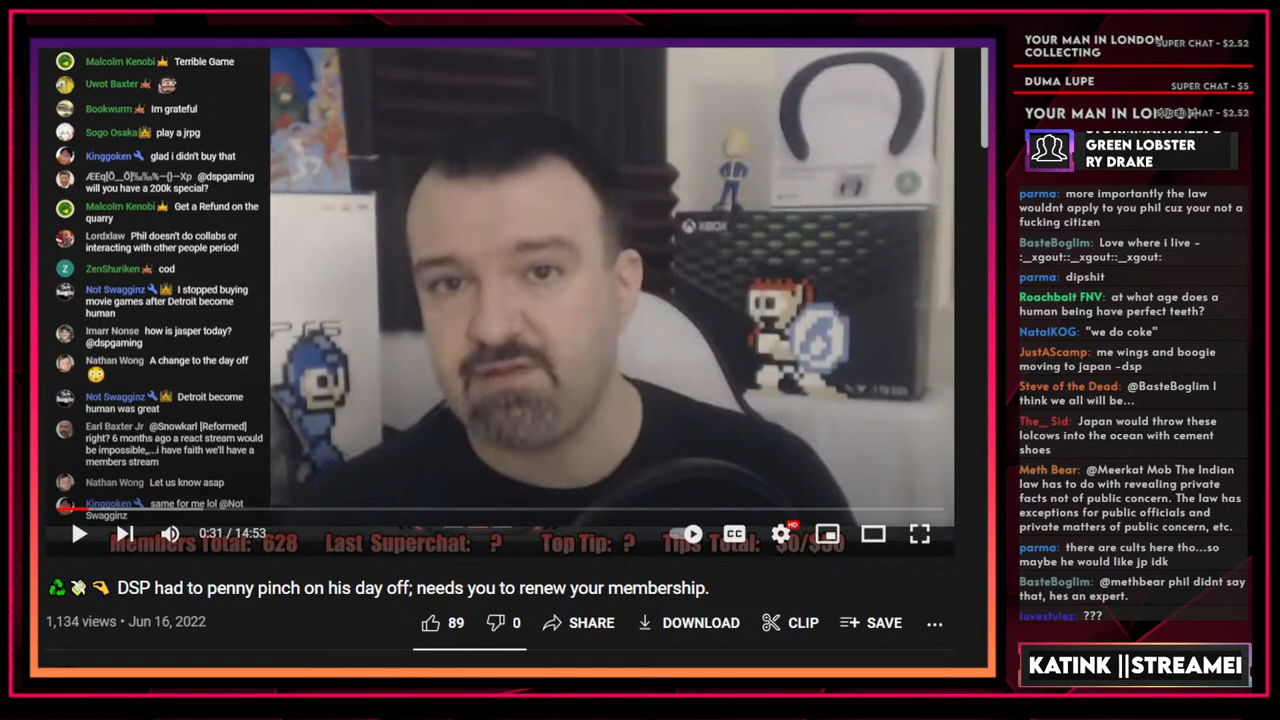 Malcolm Kenobi Terrible Game
Uwot Baxter
Bookwurm Im grateful
Sogo Osaka play a jrpg
Kinggoken glad i didn't buy that
@dspgaming
will you have a 200k special?
Malcolm Kenobi Get a Refund on the
quarry
Lordxlaw Phil doesn't do collabs or
interacting with other people period!
Z ZenShuriken cod
Not Swagginz I stopped buying
movie games after Detroit become
human
Imarr Nonse how is jasper today?
@dspgaming
Nathan Wong A change to the day off
Not Swagginz Detroit become
human was great
Earl Baxter Jr @Snowkarl [Reformed]
right? 6 months ago a react stream would
be impossible,,..i have faith we'll have a
members stream
Nathan Wong Let us know asap
Kinggoken same for me lol @Not
Swagginz
XBOX
0:31 / 14:53
CC
HD
Members Total: 628 Last Superchat: ? Top Tip: ? Tips Total:
DSP had to penny pinch on his day off; needs you to renew your membership.
1,134 views • Jun 16, 2022
89
0
SHARE
DOWNLOAD
CLIP
SAVE
YOUR MAN IN LONDON
COLLECTING
SUPER CHAT - $2.52
DUMA LUPE
SUPER CHAT - $5
YOUR MAN IN
- $2.52
GREEN LOBSTER
RY DRAKE
parma: more importantly the law
wouldnt apply to you phil cuz your not a
fucking citizen
BasteBoglim: Love where i live -
:_xgout::_xgout::_xgout:
parma: dipshit
Roachbait FNV: at what age does a
human being have perfect teeth?
NatalKOG: "we do coke"
JustAScamp: me wings and boogie
moving to japan -dsp
Steve of the Dead: @BasteBoglim I
think we all will be...
The_ Sid: Japan would throw these
lolcows into the ocean with cement
shoes
Meth Bear: @Meerkat Mob The Indian
law has to do with revealing private
facts not of public concern. The law has
exceptions for public officials and
private matters of public concern, etc.
parma: there are cults here tho...so
maybe he would like jp idk
BasteBoglim: @methbear phil didnt say
that, hes an expert.
luvestylez: ???
KATINK ||STREAMEI